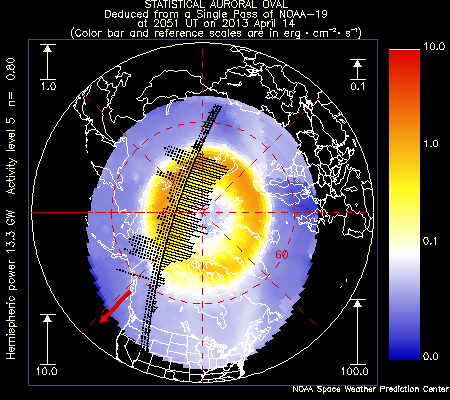 STATISTICAL AURORAL OVAL
Deduced from a Single Pass of NOAA-19
at 2051 UT on 2013 April 14
(Color bar and reference scales are in erg · cm⁻² · s⁻¹)
10.0
1.0
0.1
0.0
1.0
0.1
10.0
100.0
60
Hemispheric power 13.3 GW Activity level 5 n= 0.80
NOAA Space Weather Prediction Center